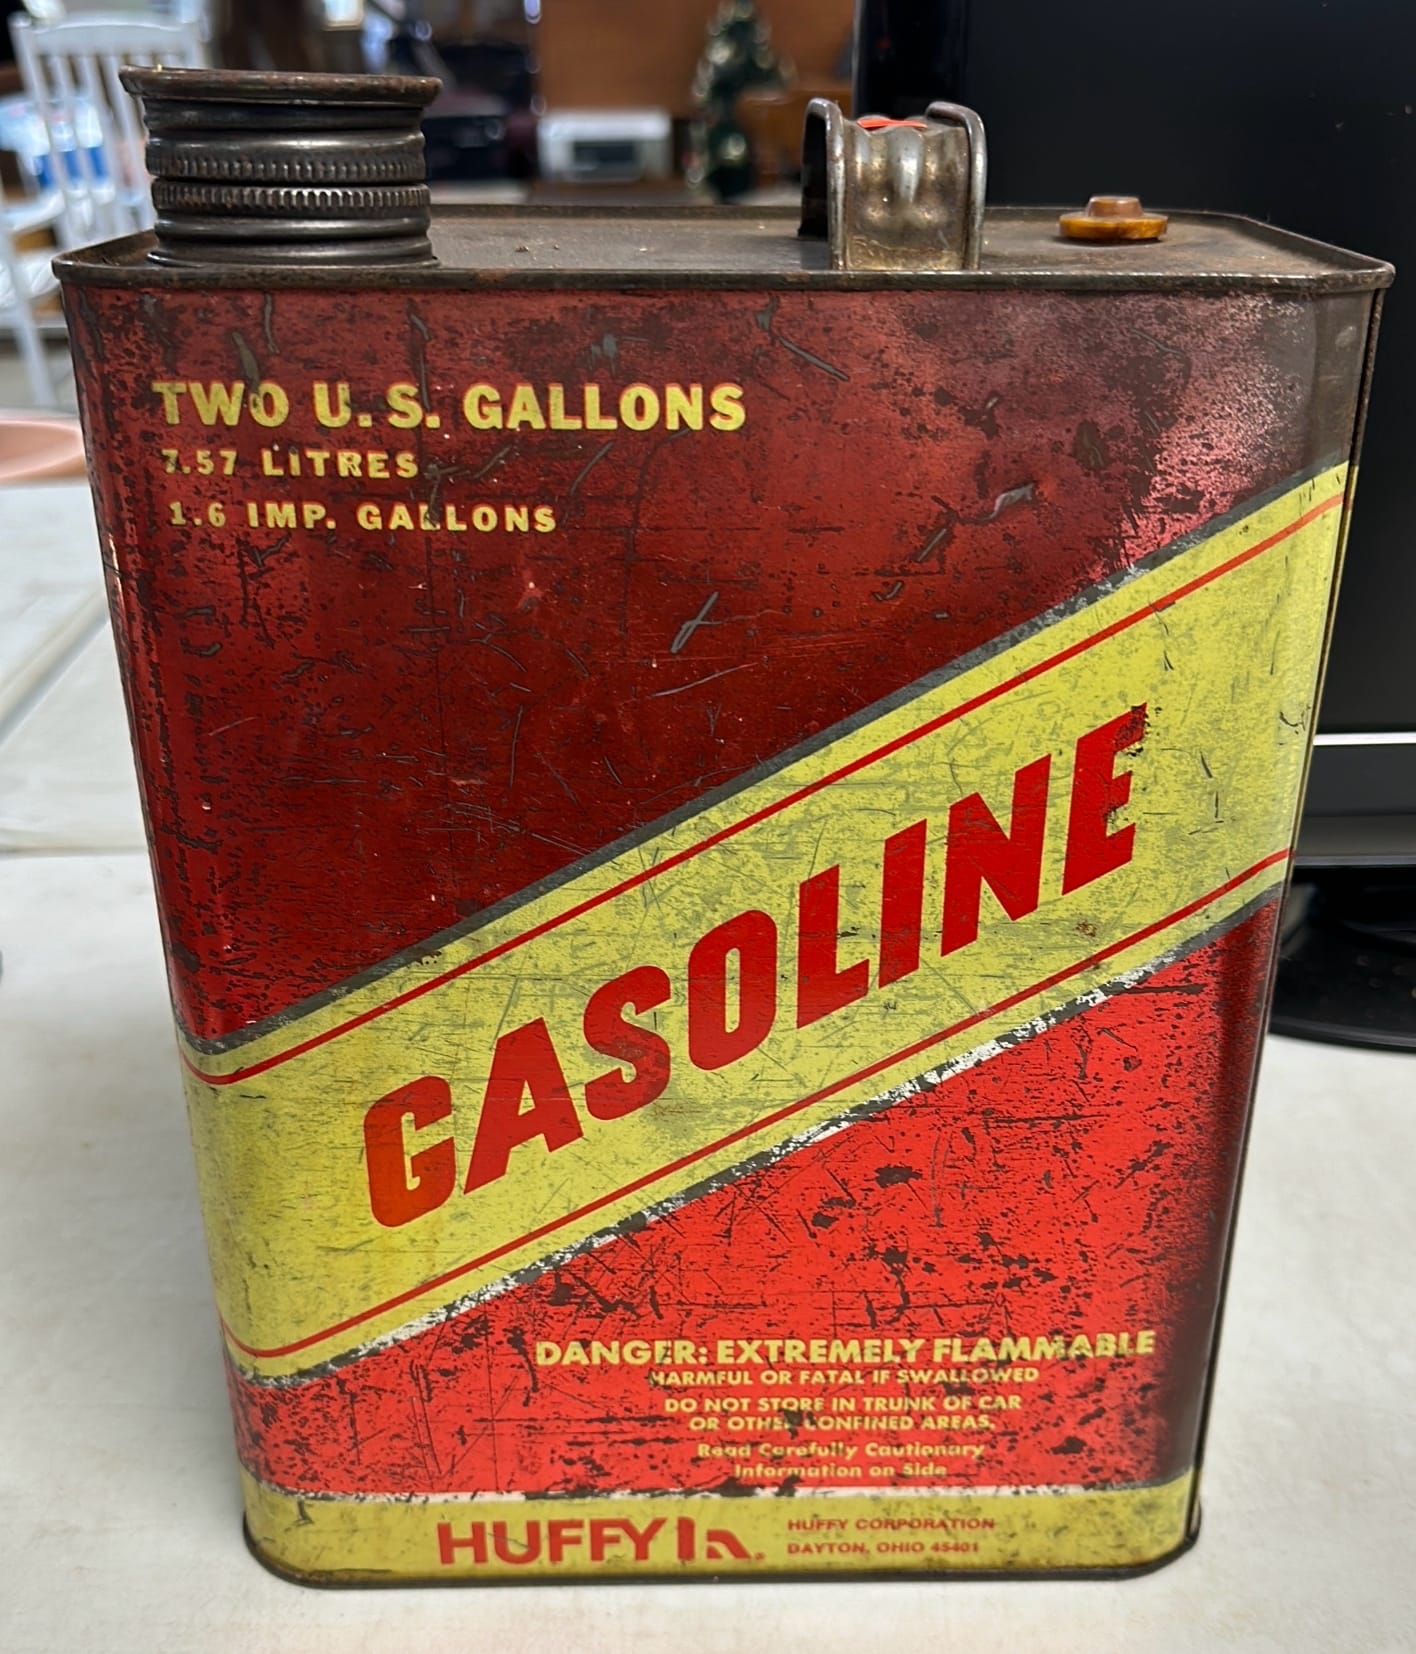 TWO U.S. GALLONS
7.57 LITRES
1.6 IMP. GALLONS
GASOLINE
DANGER: EXTREMELY FLAMMABLE
HARMFUL OR FATAL IF SWALLOWED
DO NOT STORE IN TRUNK OF CAR
OR OTHER CONFINED AREAS.
Read Carefully Cautionary
Information on Side
HUFFY
HUFFY CORPORATION
DAYTON, OHIO 45401